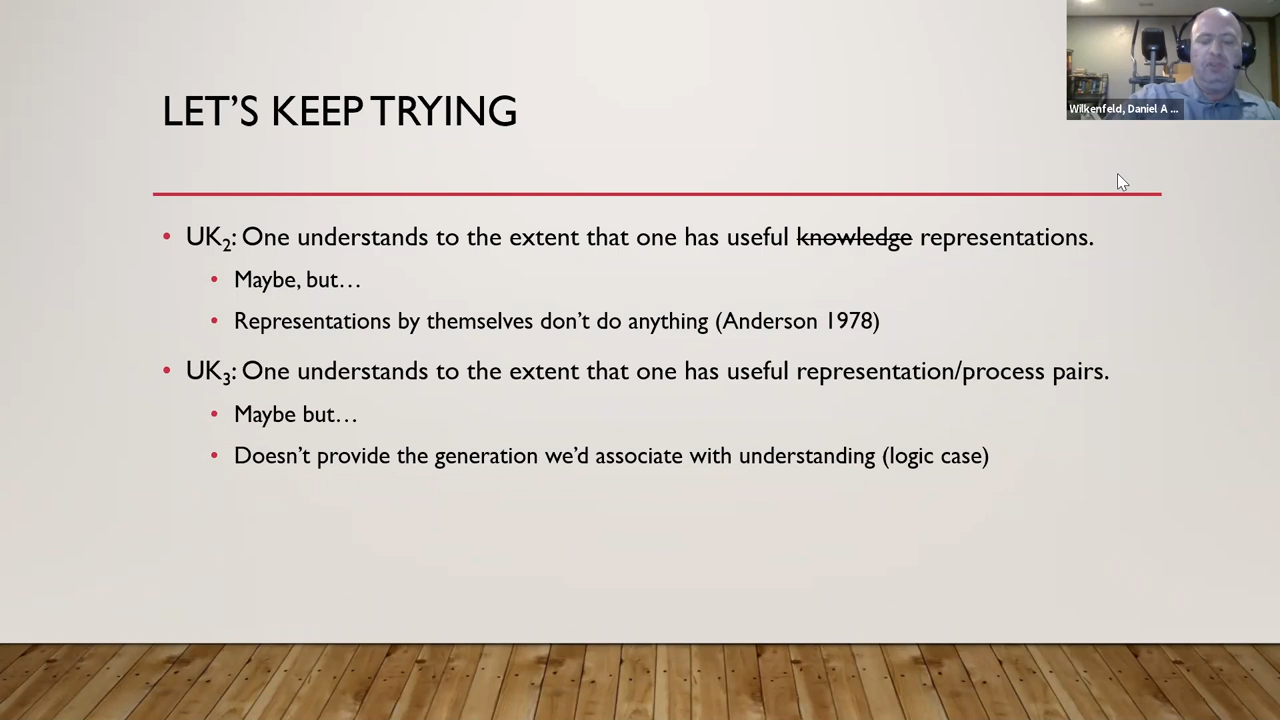 Wilkenfeld, Daniel A ...
LET'S KEEP TRYING
• UK₂: One understands to the extent that one has useful ~~knowledge~~ representations.
• Maybe, but…
• Representations by themselves don't do anything (Anderson 1978)
• UK₃: One understands to the extent that one has useful representation/process pairs.
• Maybe but…
• Doesn't provide the generation we'd associate with understanding (logic case)